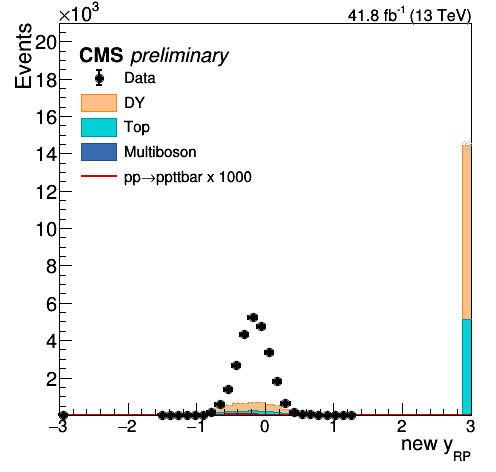 ×10³
41.8 fb⁻¹ (13 TeV)
Events
CMS preliminary
Data
DY
Top
Multiboson
pp→ppttbar x 1000
20
18
16
14
12
10
8
6
4
2
−3 −2 −1 0 1 2 3
new y_RP